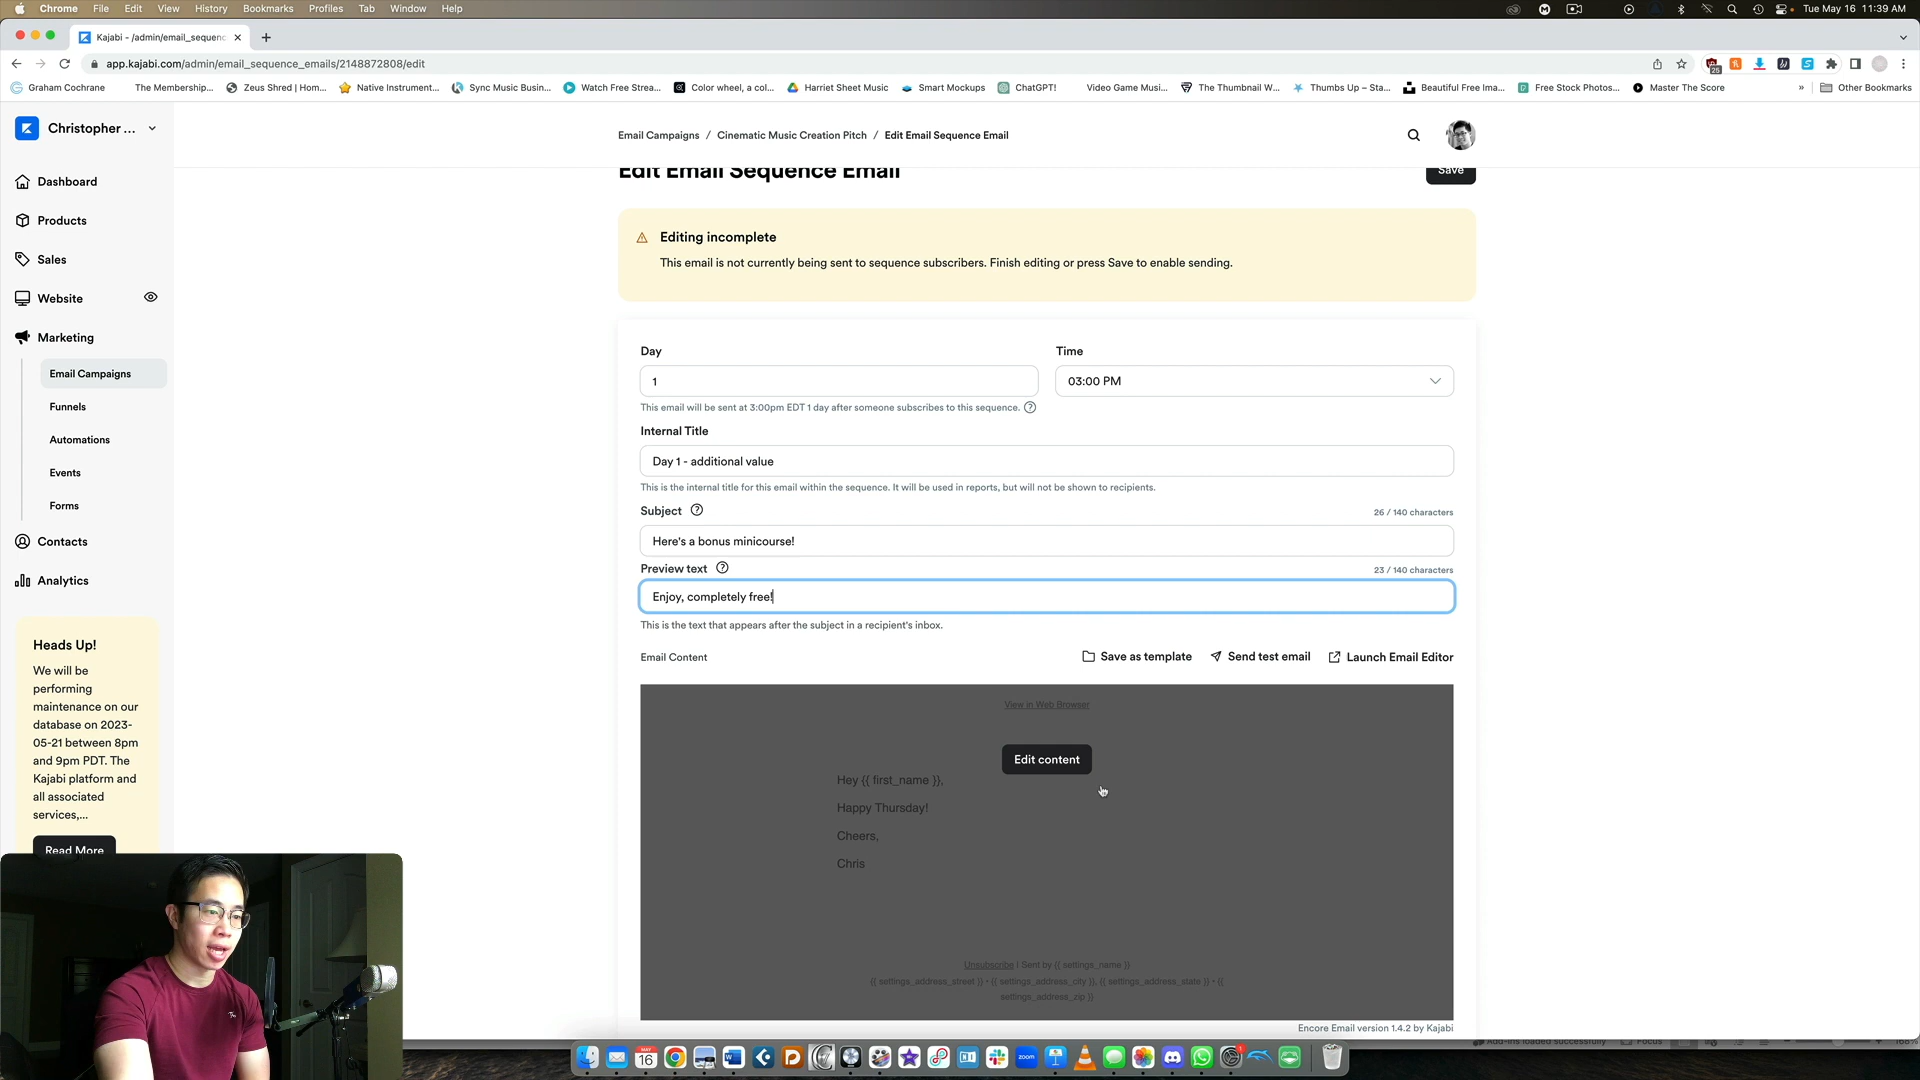 Chrome File Edit View History Bookmarks Profiles Tab Window Help
Tue May 16 11:39 AM
Kajabi - /admin/email_sequenc
app.kajabi.com/admin/email_sequence_emails/2148872808/edit
25
Graham Cochrane The Membership... Zeus Shred | Hom... Native Instrument... Sync Music Busin... Watch Free Strea... Color wheel, a col... Harriet Sheet Music Smart Mockups ChatGPT! Video Game Musi... The Thumbnail W... Thumbs Up – Sta... Beautiful Free Ima... Free Stock Photos... Master The Score » Other Bookmarks
Christopher ...
Email Campaigns / Cinematic Music Creation Pitch / Edit Email Sequence Email
Edit Email Sequence Email
Save
Dashboard
Products
Sales
Website
Marketing
Email Campaigns
Funnels
Automations
Events
Forms
Contacts
Analytics
Heads Up!
We will be
performing
maintenance on our
database on 2023-
05-21 between 8pm
and 9pm PDT. The
Kajabi platform and
all associated
services,...
Read More
Editing incomplete
This email is not currently being sent to sequence subscribers. Finish editing or press Save to enable sending.
Day
Time
1
03:00 PM
This email will be sent at 3:00pm EDT 1 day after someone subscribes to this sequence.
Internal Title
Day 1 - additional value
This is the internal title for this email within the sequence. It will be used in reports, but will not be shown to recipients.
Subject
26 / 140 characters
Here's a bonus minicourse!
Preview text
23 / 140 characters
Enjoy, completely free!
This is the text that appears after the subject in a recipient's inbox.
Email Content
Save as template
Send test email
Launch Email Editor
View in Web Browser
Edit content
Hey {{ first_name }},
Happy Thursday!
Cheers,
Chris
Unsubscribe | Sent by {{ settings_name }}
{{ settings_address_street }} • {{ settings_address_city }}, {{ settings_address_state }} • {{
settings_address_zip }}
Encore Email version 1.4.2 by Kajabi
MAY
16
zoom
1